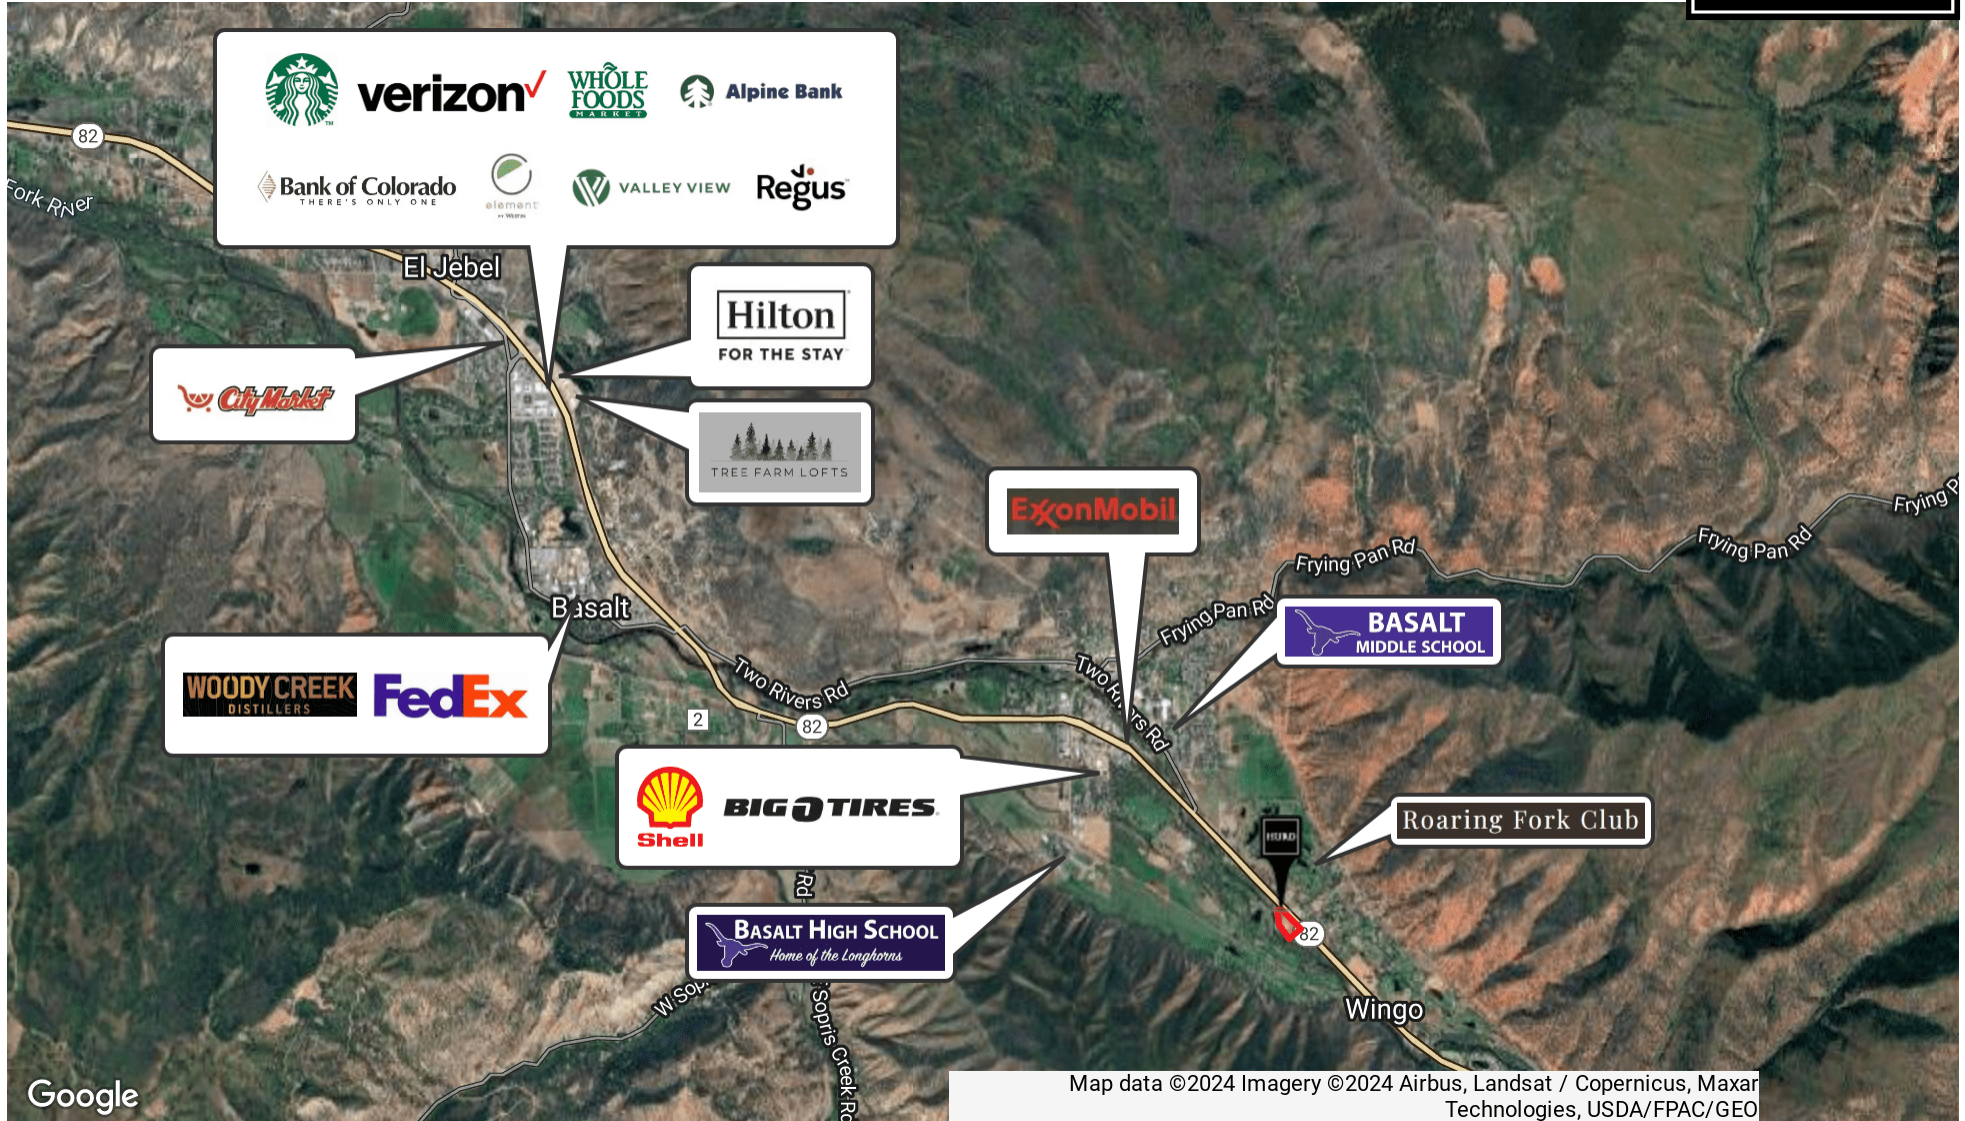 82
Fork River
verizon
WHOLE
FOODS
MARKET
Alpine Bank
Bank of Colorado
THERE'S ONLY ONE
element
BY WESTIN
VALLEY VIEW
Regus
El Jebel
Hilton
FOR THE STAY
City Market
TREE FARM LOFTS
ExxonMobil
Frying P
Frying Pan Rd
Frying Pan Rd
Frying Pan Rd
Basalt
BASALT
MIDDLE SCHOOL
WOODY CREEK
DISTILLERS
FedEx
Two Rivers Rd
Two Rivers Rd
2
82
Shell
BIG O TIRES
HURD
Roaring Fork Club
Rd
BASALT HIGH SCHOOL
Home of the Longhorns
82
W Sop
Sopris Creek Rd
Wingo
Google
Map data ©2024 Imagery ©2024 Airbus, Landsat / Copernicus, Maxar
Technologies, USDA/FPAC/GEO